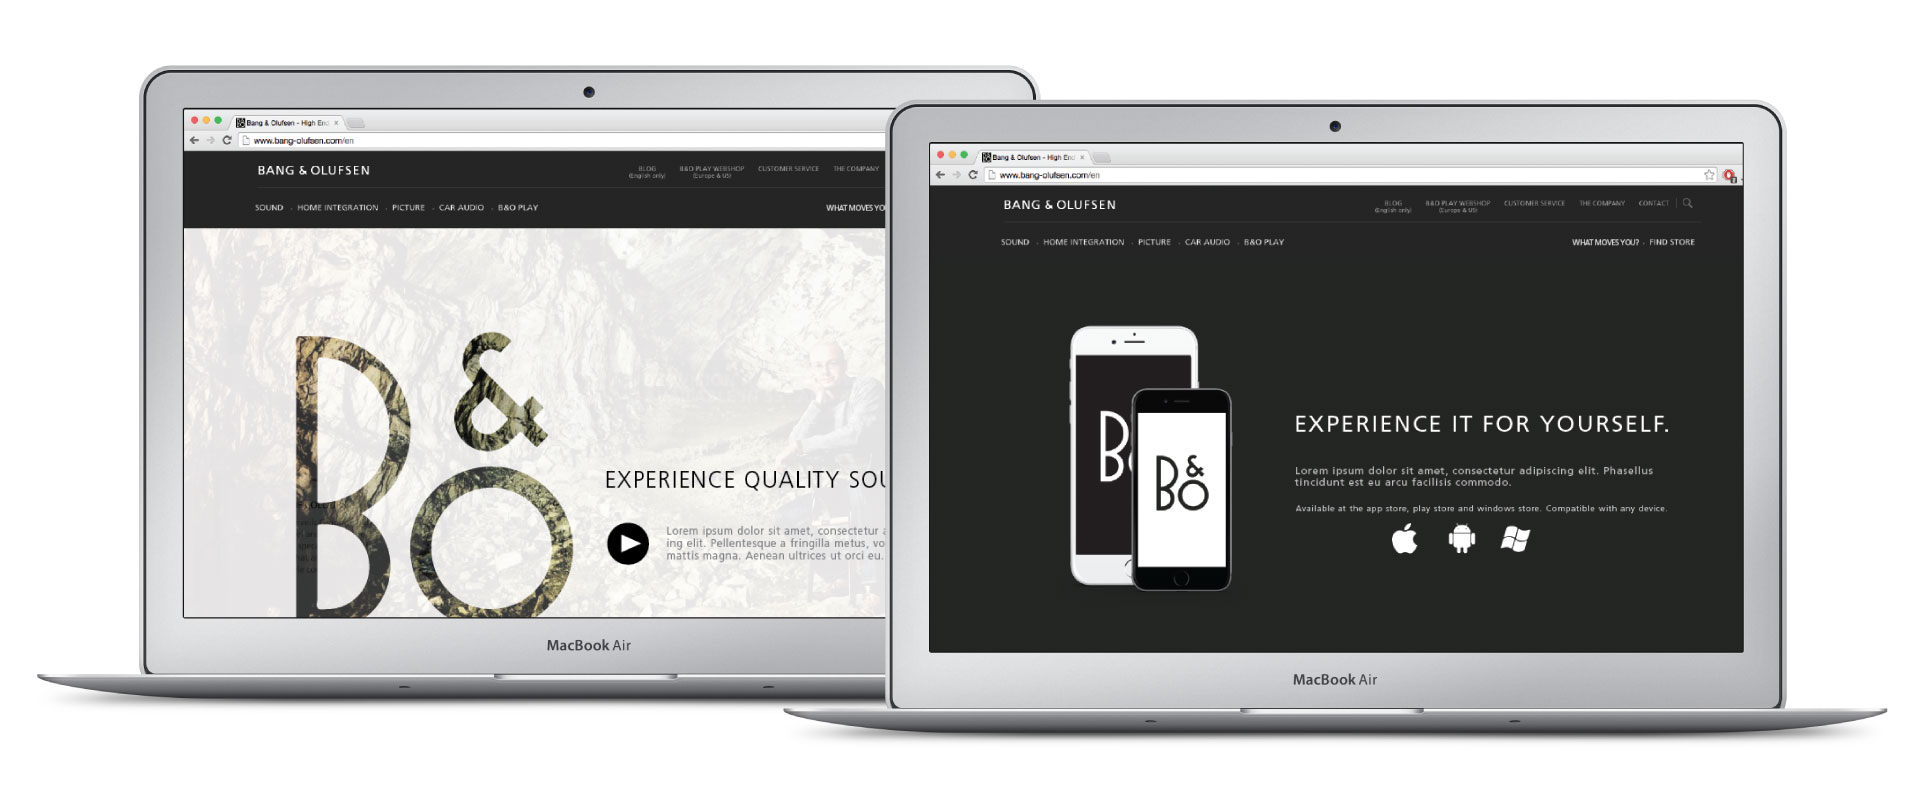 Bang & Olufsen - High End
www.bang-olufsen.com/en
BANG & OLUFSEN
BLOG
(English only)
B&O PLAY WEBSHOP
(Europe & US)
CUSTOMER SERVICE
THE COMPANY
SOUND
HOME INTEGRATION
PICTURE
CAR AUDIO
B&O PLAY
WHAT MOVES YO
B&O
EXPERIENCE QUALITY SOU
Lorem ipsum dolor sit amet, consectetur a
ing elit. Pellentesque a fringilla metus, vo
mattis magna. Aenean ultrices ut orci eu.
MacBook Air
Bang & Olufsen - High End
www.bang-olufsen.com/en
BANG & OLUFSEN
BLOG
(English only)
B&O PLAY WEBSHOP
(Europe & US)
CUSTOMER SERVICE
THE COMPANY
CONTACT
SOUND
HOME INTEGRATION
PICTURE
CAR AUDIO
B&O PLAY
WHAT MOVES YOU?
FIND STORE
B
B&O
EXPERIENCE IT FOR YOURSELF.
Lorem ipsum dolor sit amet, consectetur adipiscing elit. Phasellus
tincidunt est eu arcu facilisis commodo.
Available at the app store, play store and windows store. Compatible with any device.
MacBook Air